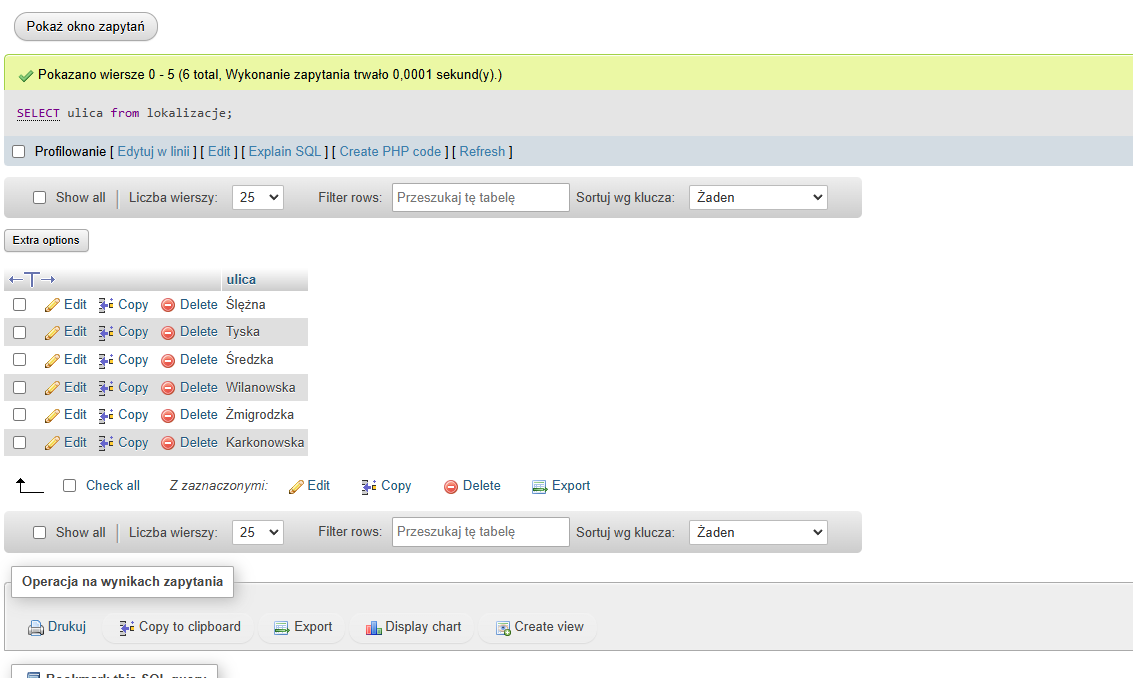 Pokaż okno zapytań
Pokazano wiersze 0 - 5 (6 total, Wykonanie zapytania trwało 0,0001 sekund(y).)
SELECT ulica from lokalizacje;
Profilowanie [ Edytuj w linii ] [ Edit ] [ Explain SQL ] [ Create PHP code ] [ Refresh ]
Show all Liczba wierszy: 25 Filter rows: Przeszukaj tę tabelę Sortuj wg klucza: Żaden
Extra options
ulica
Edit Copy Delete Ślężna
Edit Copy Delete Tyska
Edit Copy Delete Średzka
Edit Copy Delete Wilanowska
Edit Copy Delete Żmigrodzka
Edit Copy Delete Karkonowska
Check all Z zaznaczonymi: Edit Copy Delete Export
Show all Liczba wierszy: 25 Filter rows: Przeszukaj tę tabelę Sortuj wg klucza: Żaden
Operacja na wynikach zapytania
Drukuj Copy to clipboard Export Display chart Create view
Bookmark this SQL query